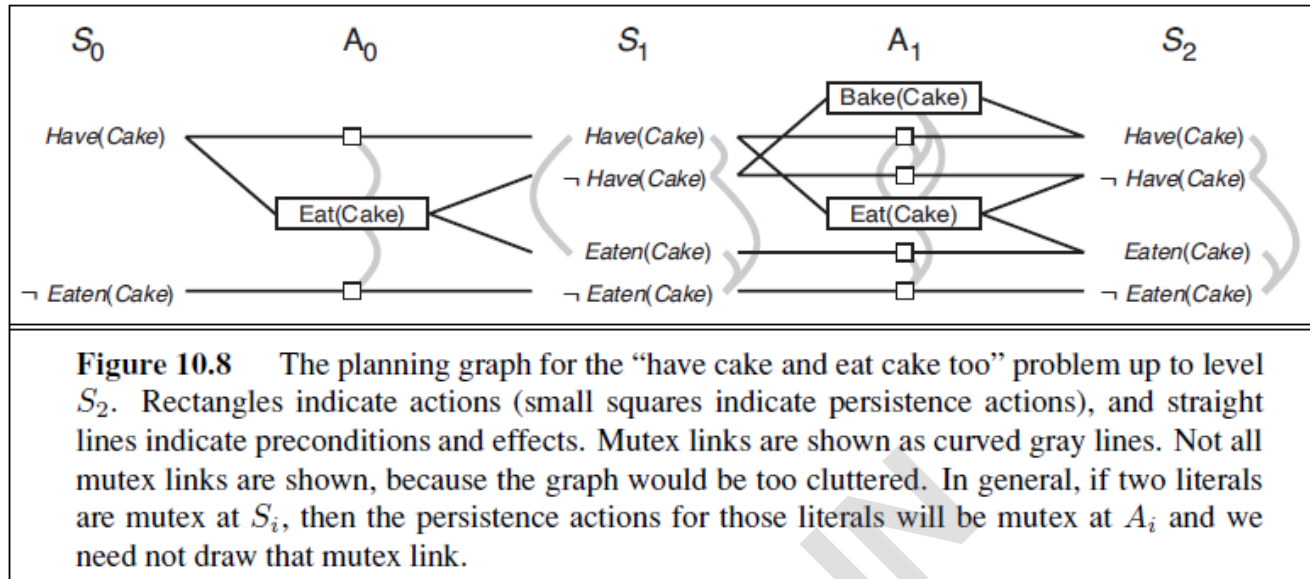 S0 A0 S1 A1 S2
Bake(Cake)
Have(Cake) Have(Cake) Have(Cake)
¬ Have(Cake) ¬ Have(Cake)
Eat(Cake) Eat(Cake)
Eaten(Cake) Eaten(Cake)
¬ Eaten(Cake) ¬ Eaten(Cake) ¬ Eaten(Cake)
Figure 10.8 The planning graph for the “have cake and eat cake too” problem up to level
S2. Rectangles indicate actions (small squares indicate persistence actions), and straight
lines indicate preconditions and effects. Mutex links are shown as curved gray lines. Not all
mutex links are shown, because the graph would be too cluttered. In general, if two literals
are mutex at Si, then the persistence actions for those literals will be mutex at Ai and we
need not draw that mutex link.